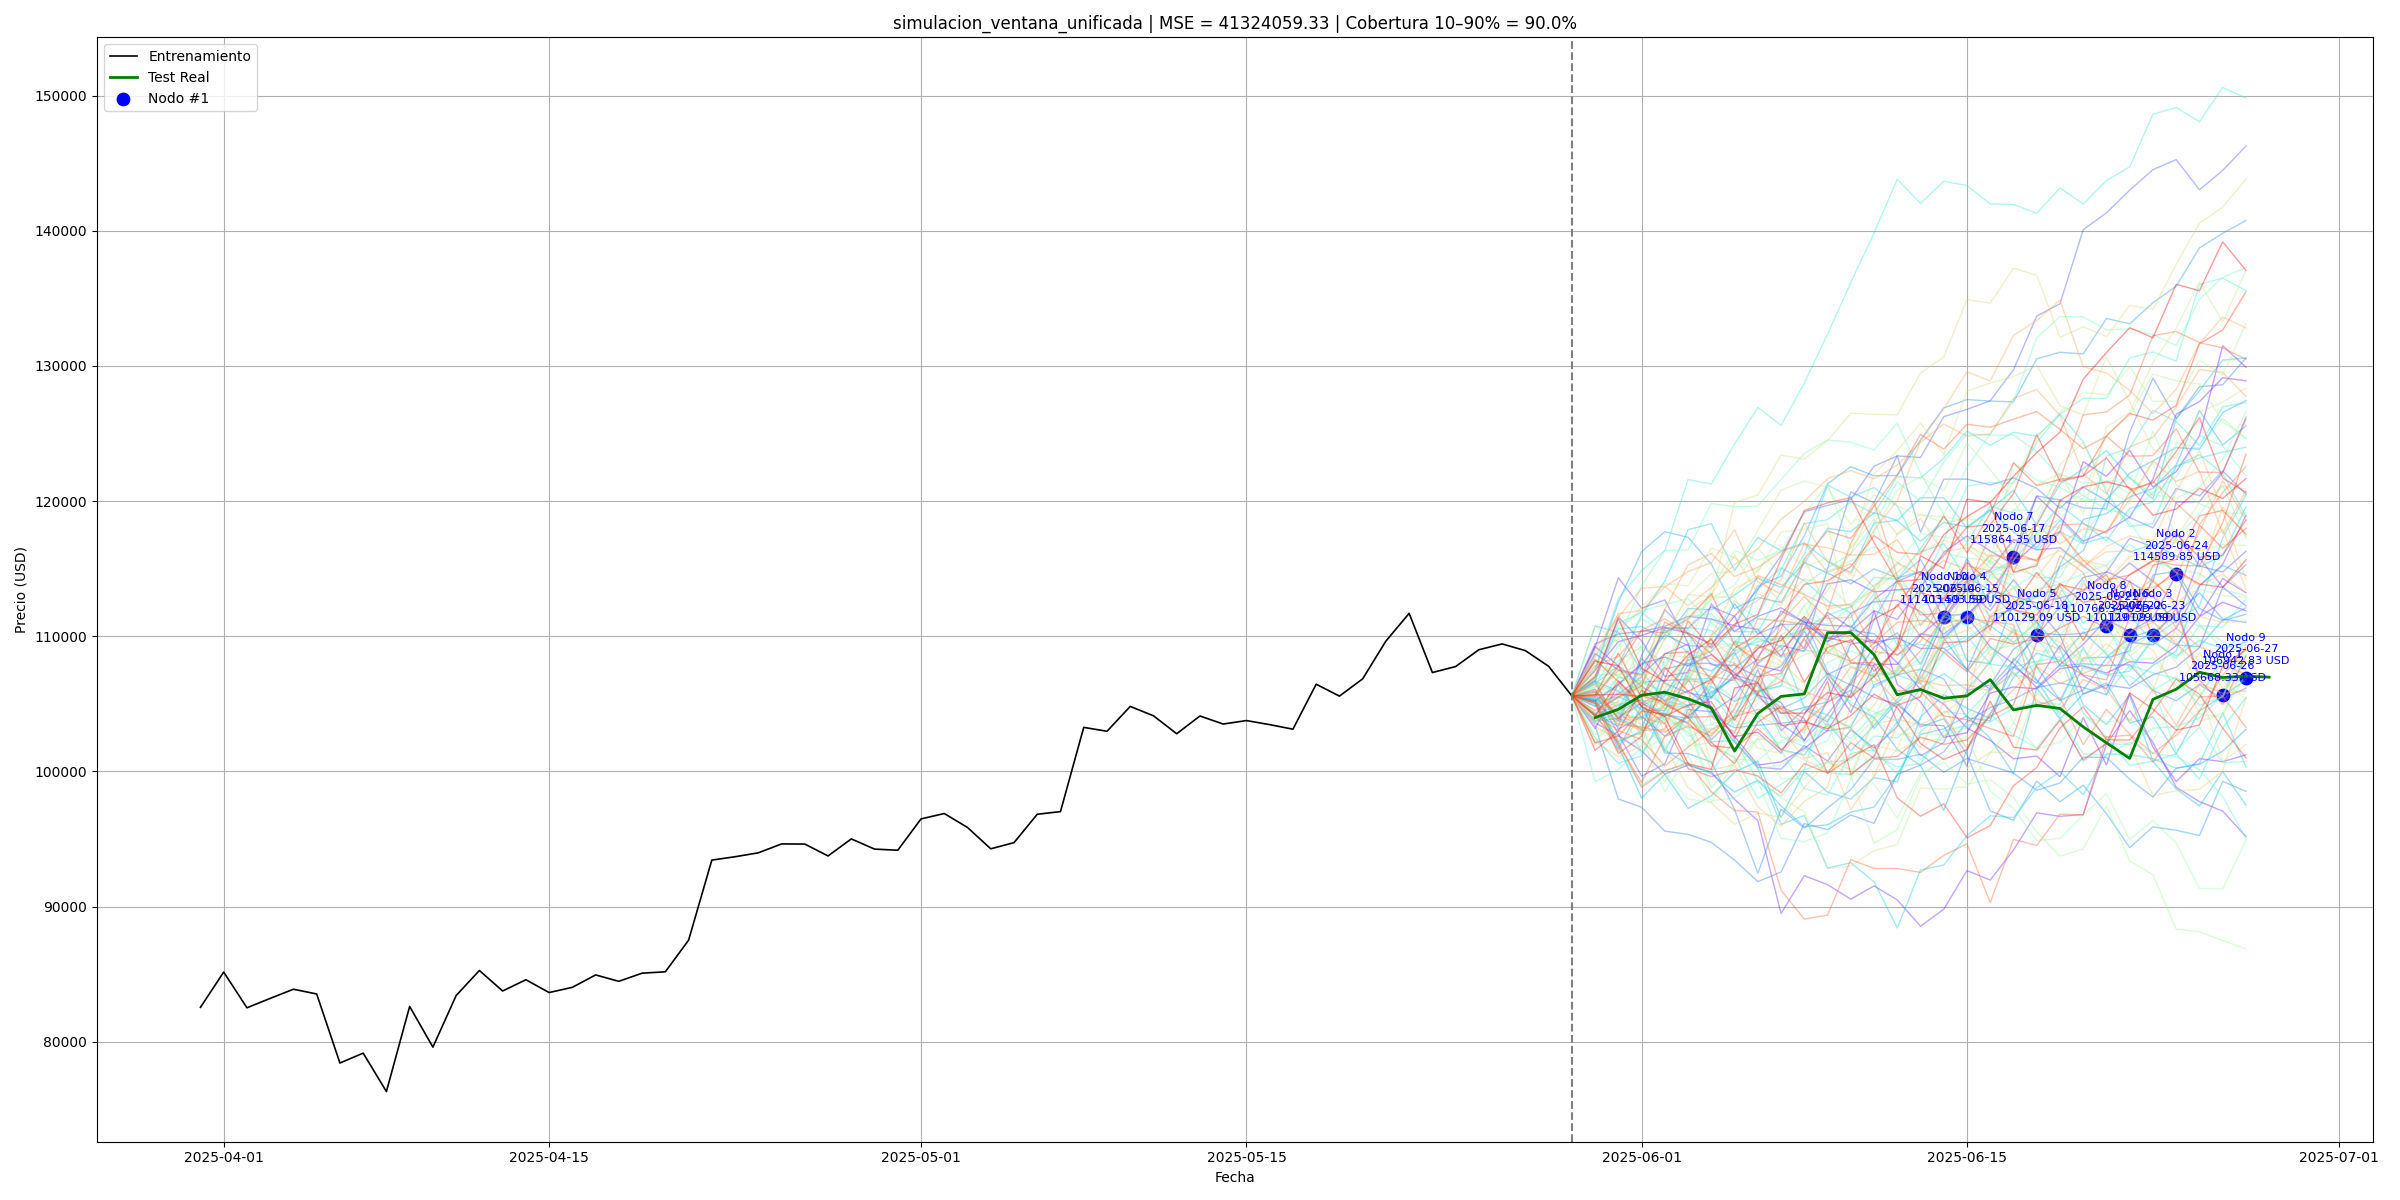 simulacion_ventana_unificada | MSE = 41324059.33 | Cobertura 10–90% = 90.0%
Entrenamiento
Test Real
Nodo #1
Precio (USD)
150000
140000
130000
120000
110000
100000
90000
80000
Nodo 7
2025-06-17
115864.35 USD
Nodo 2
2025-06-24
114589.85 USD
Nodo 4
Nodo 5
2025-06-18
110129.09 USD
Nodo 8
Nodo 3
Nodo 9
2025-06-27
2025-06-26
2025-04-01
2025-04-15
2025-05-01
2025-05-15
2025-06-01
2025-06-15
2025-07-01
Fecha